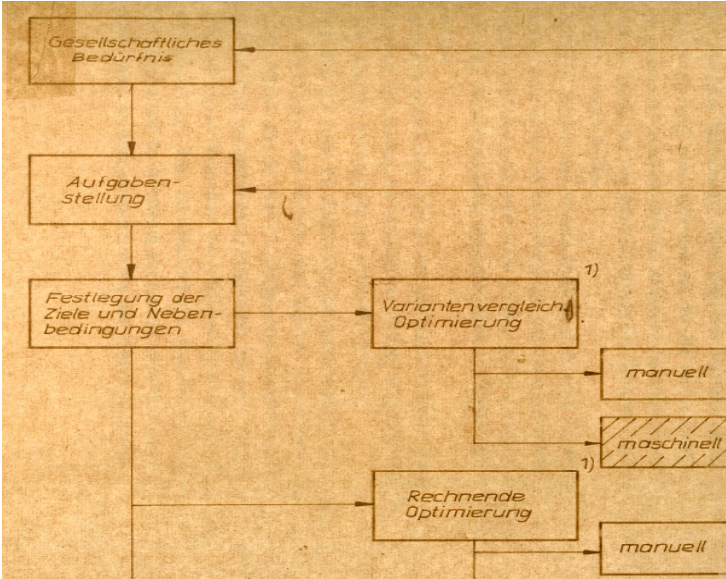 Gesellschaftliches
Bedürfnis
Aufgaben-
stellung
Festlegung der
Ziele und Neben-
bedingungen
1)
Variantenvergleich
Optimierung
manuell
maschinell
1)
Rechnende
Optimierung
manuell